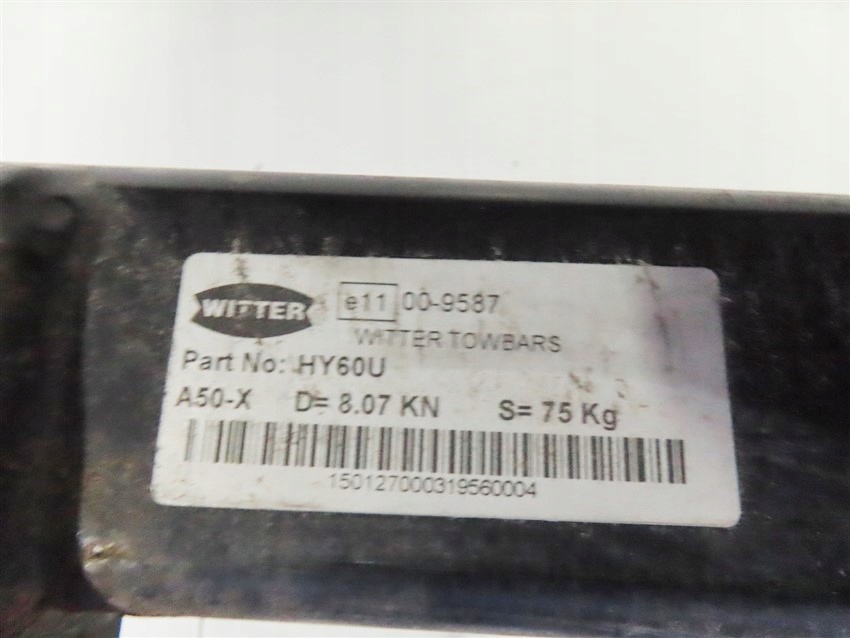 WITTER
e11 00-9587
WITTER TOWBARS
Part No: HY60U
A50-X D= 8.07 KN S= 75 Kg
150127000319560004